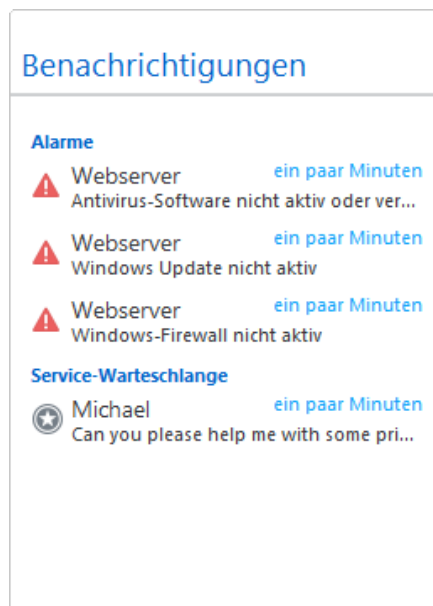 Benachrichtigungen
Alarme
Webserver ein paar Minuten
Antivirus-Software nicht aktiv oder ver...
Webserver ein paar Minuten
Windows Update nicht aktiv
Webserver ein paar Minuten
Windows-Firewall nicht aktiv
Service-Warteschlange
Michael ein paar Minuten
Can you please help me with some pri...